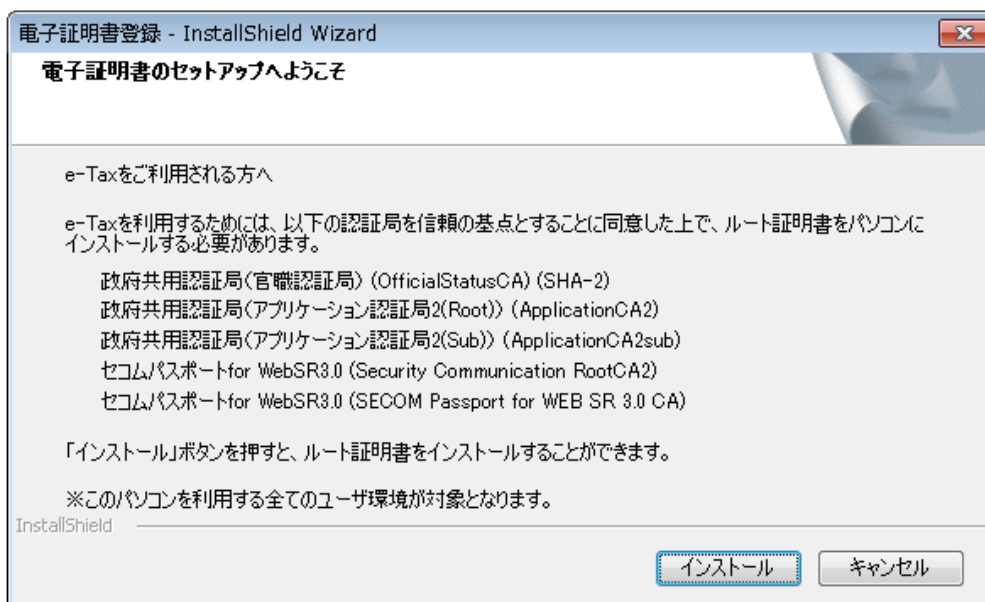 電子証明書登録 - InstallShield Wizard
電子証明書のセットアップへようこそ
e-Taxをご利用される方へ
e-Taxを利用するためには、以下の認証局を信頼の基点とすることに同意した上で、ルート証明書をパソコンに
インストールする必要があります。
政府共用認証局(官職認証局) (OfficialStatusCA) (SHA-2)
政府共用認証局(アプリケーション認証局2(Root)) (ApplicationCA2)
政府共用認証局(アプリケーション認証局2(Sub)) (ApplicationCA2sub)
セコムパスポートfor WebSR3.0 (Security Communication RootCA2)
セコムパスポートfor WebSR3.0 (SECOM Passport for WEB SR 3.0 CA)
「インストール」ボタンを押すと、ルート証明書をインストールすることができます。
※このパソコンを利用する全てのユーザ環境が対象となります。
InstallShield
インストール キャンセル